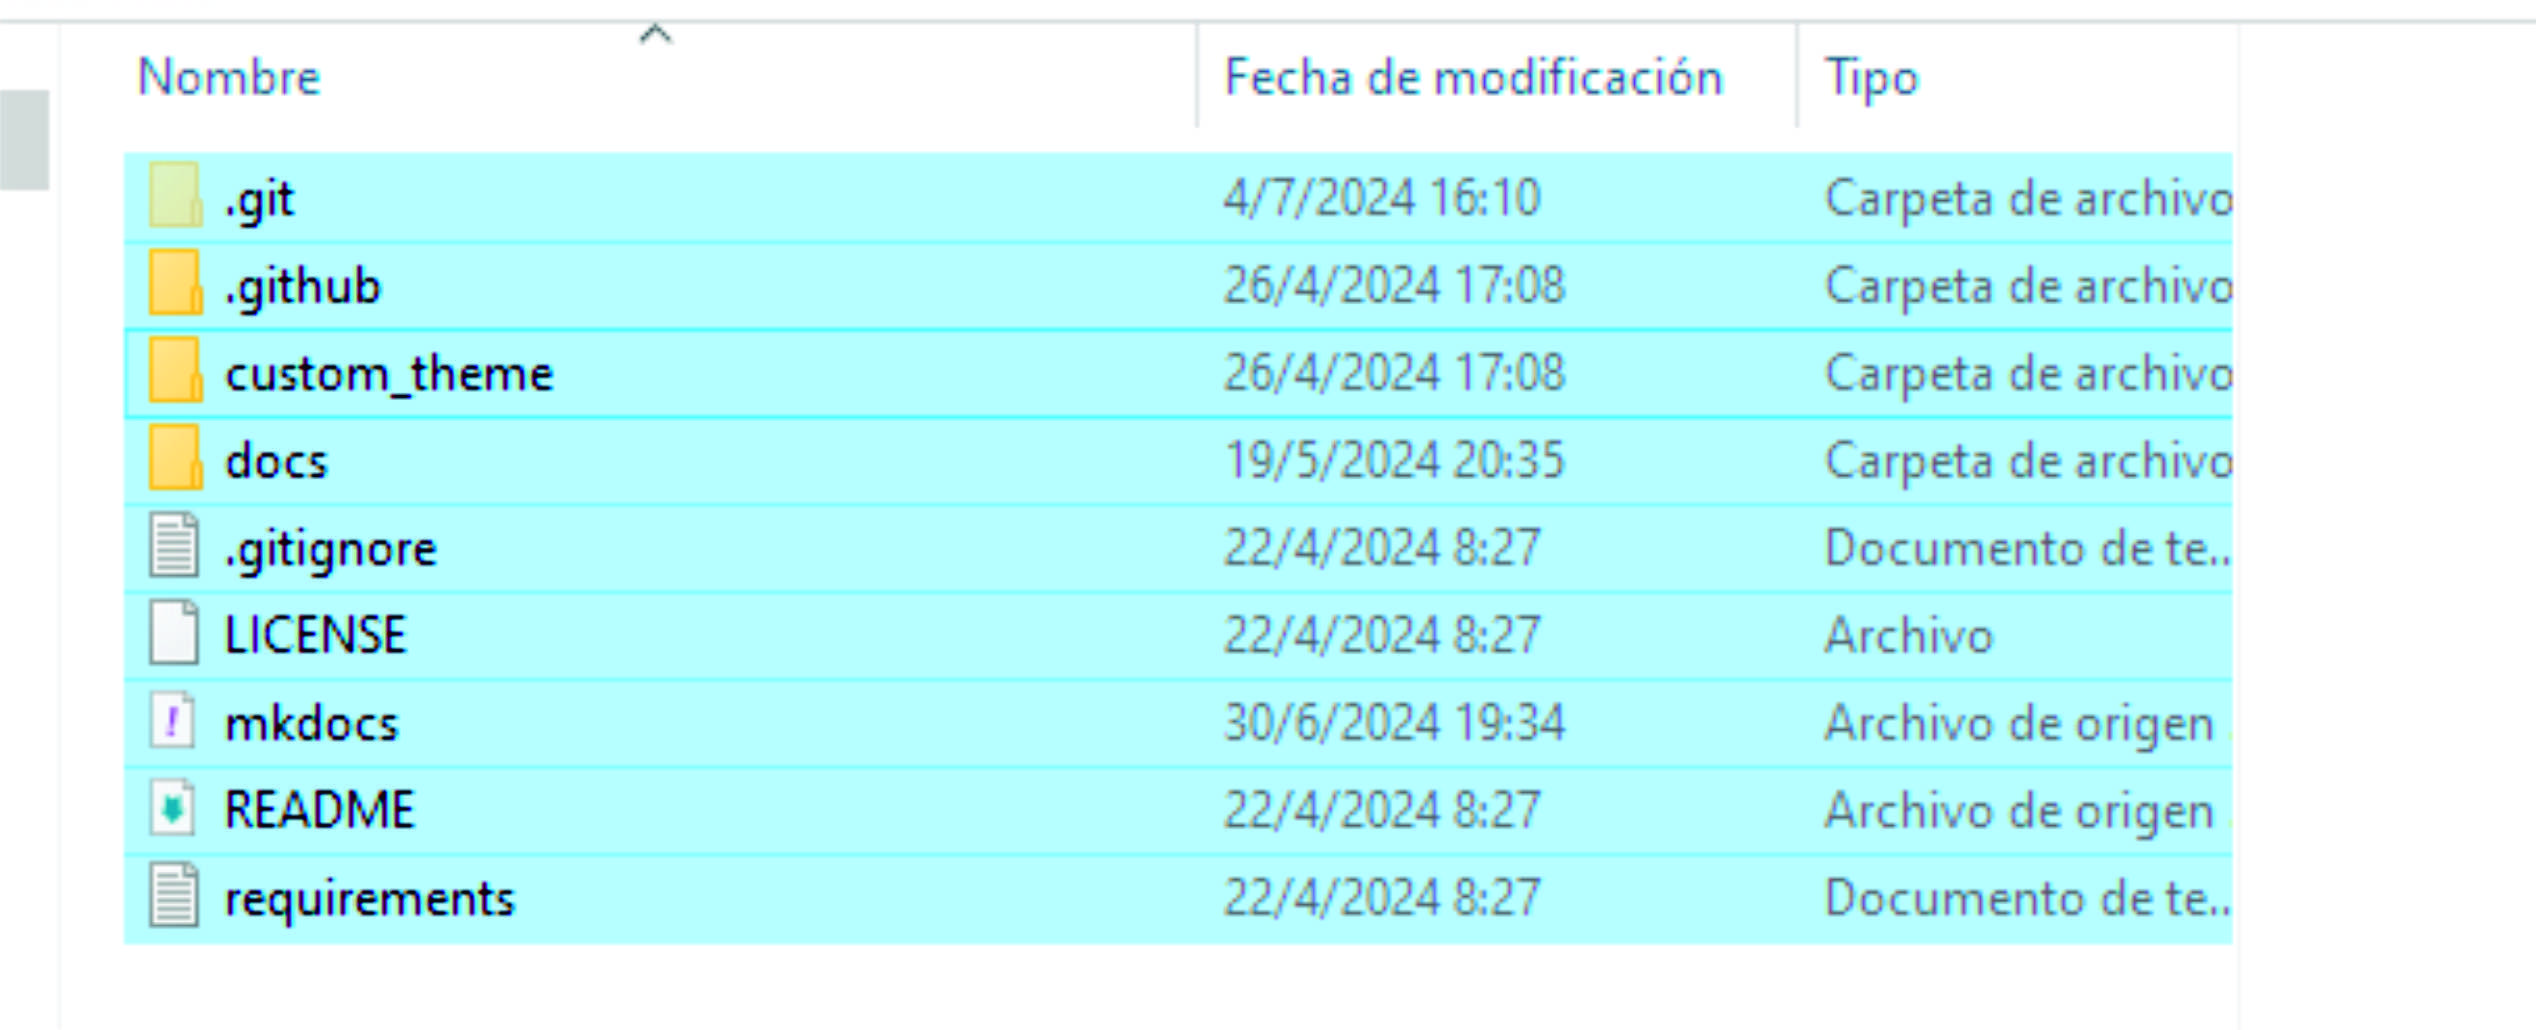 Nombre Fecha de modificación Tipo
.git 4/7/2024 16:10 Carpeta de archivo
.github 26/4/2024 17:08 Carpeta de archivo
custom_theme 26/4/2024 17:08 Carpeta de archivo
docs 19/5/2024 20:35 Carpeta de archivo
.gitignore 22/4/2024 8:27 Documento de te..
LICENSE 22/4/2024 8:27 Archivo
mkdocs 30/6/2024 19:34 Archivo de origen
README 22/4/2024 8:27 Archivo de origen
requirements 22/4/2024 8:27 Documento de te..